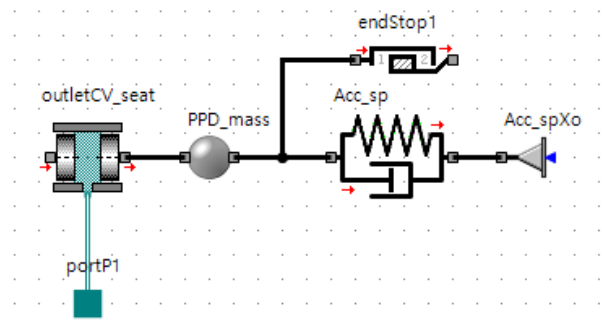 endStop1
1 2
outletCV_seat
PPD_mass
Acc_sp
Acc_spXo
portP1